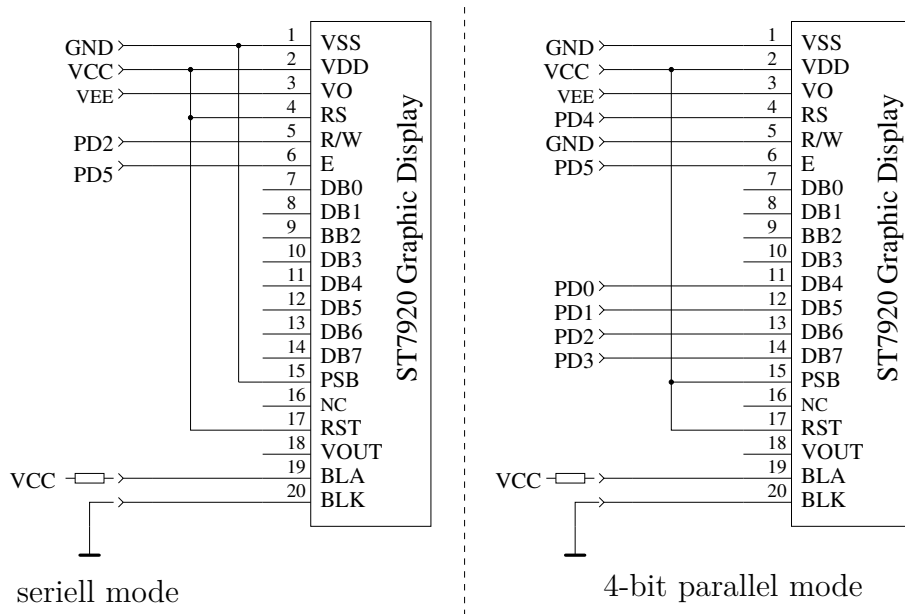 GND 1 VSS
VCC 2 VDD
VEE 3 VO
4 RS
PD2 5 R/W
PD5 6 E
7 DB0
8 DB1
9 BB2
10 DB3
11 DB4
12 DB5
13 DB6
14 DB7
15 PSB
16 NC
17 RST
18 VOUT
VCC 19 BLA
20 BLK
ST7920 Graphic Display
seriell mode
GND 1 VSS
VCC 2 VDD
VEE 3 VO
PD4 4 RS
GND 5 R/W
PD5 6 E
7 DB0
8 DB1
9 BB2
10 DB3
PD0 11 DB4
PD1 12 DB5
PD2 13 DB6
PD3 14 DB7
15 PSB
16 NC
17 RST
18 VOUT
VCC 19 BLA
20 BLK
ST7920 Graphic Display
4-bit parallel mode